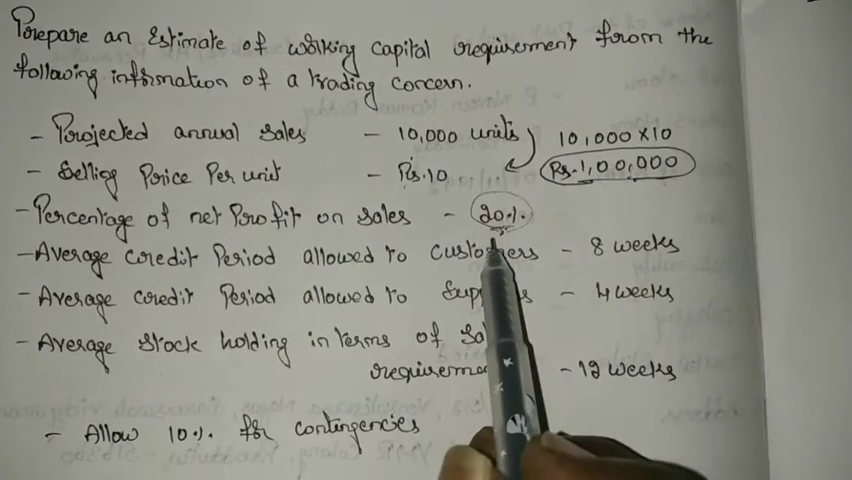 Prepare an Estimate of working capital requirement from the
following information of a trading concern.
- Projected annual sales - 10,000 units 10,000 x 10
- Selling Price Per unit - Rs.10 Rs.1,00,000
- Percentage of net Profit on sales - 20%.
- Average credit Period allowed to customers - 8 weeks
- Average credit Period allowed to - 4 weeks
- Average stock holding in terms of
- 12 weeks
- Allow 10%. for contingencies